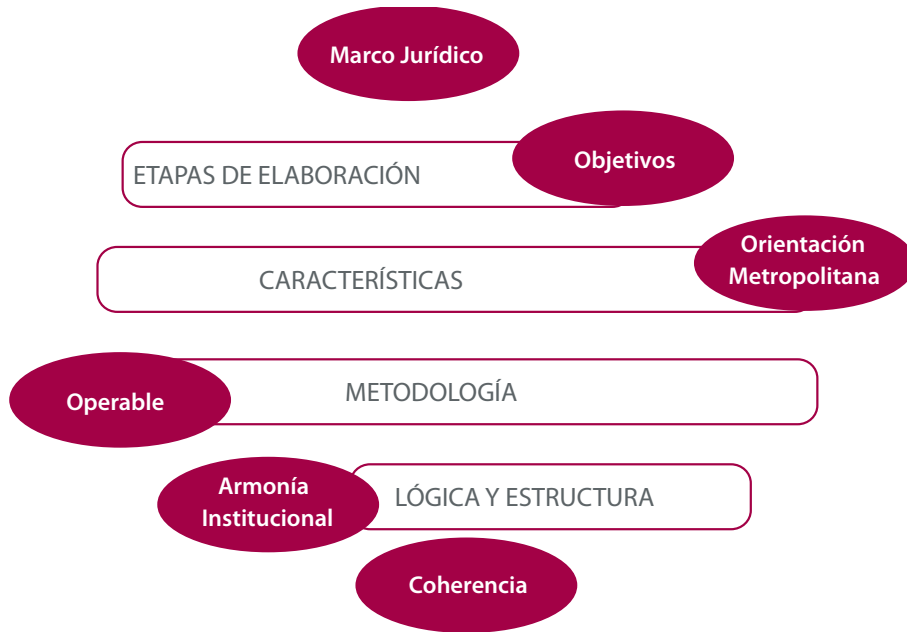 Marco Jurídico
ETAPAS DE ELABORACIÓN
Objetivos
CARACTERÍSTICAS
Orientación
Metropolitana
Operable
METODOLOGÍA
Armonía
Institucional
LÓGICA Y ESTRUCTURA
Coherencia